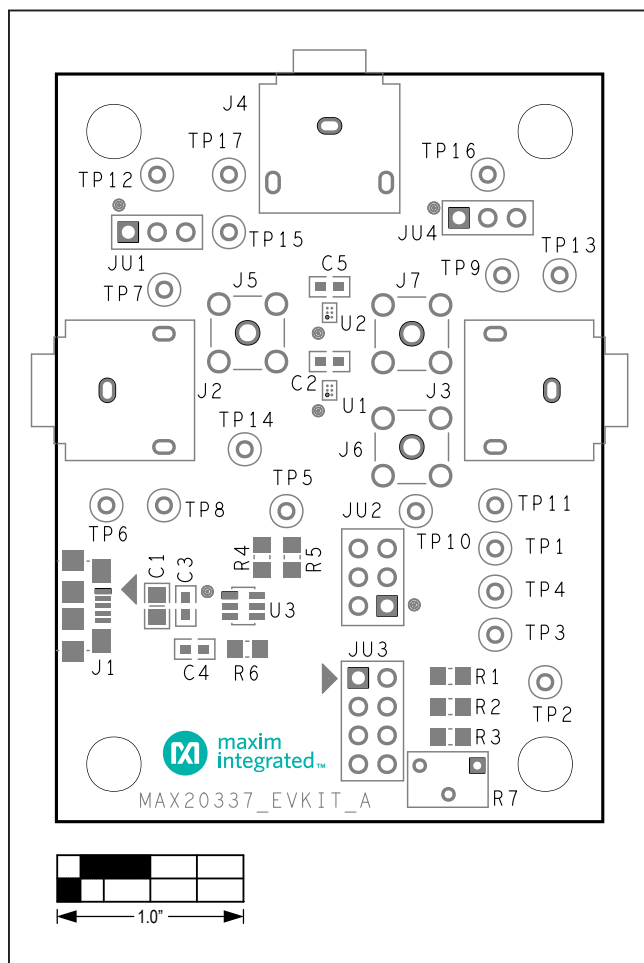 J4
TP17
TP12
TP16
JU4
TP15
JU1
TP13
TP9
C5
J5
J7
TP7
U2
C2
J2
J3
U1
TP14
J6
TP5
JU2
TP6
TP8
TP11
TP10
TP1
R4
R5
C1
C3
TP4
U3
TP3
J1
C4
R6
JU3
R1
TP2
R2
R3
maxim
integrated™
MAX20337_EVKIT_A
R7
1.0”